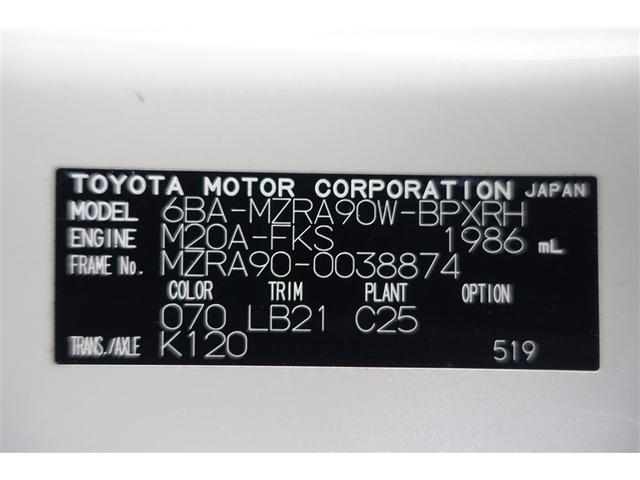 TOYOTA MOTOR CORPORATION JAPAN
MODEL 6BA-MZRA90W-BPXRH
ENGINE M20A-FKS 1986 mL
FRAME No. MZRA90-0038874
COLOR TRIM PLANT OPTION
070 LB21 C25
TRANS./AXLE K120 519